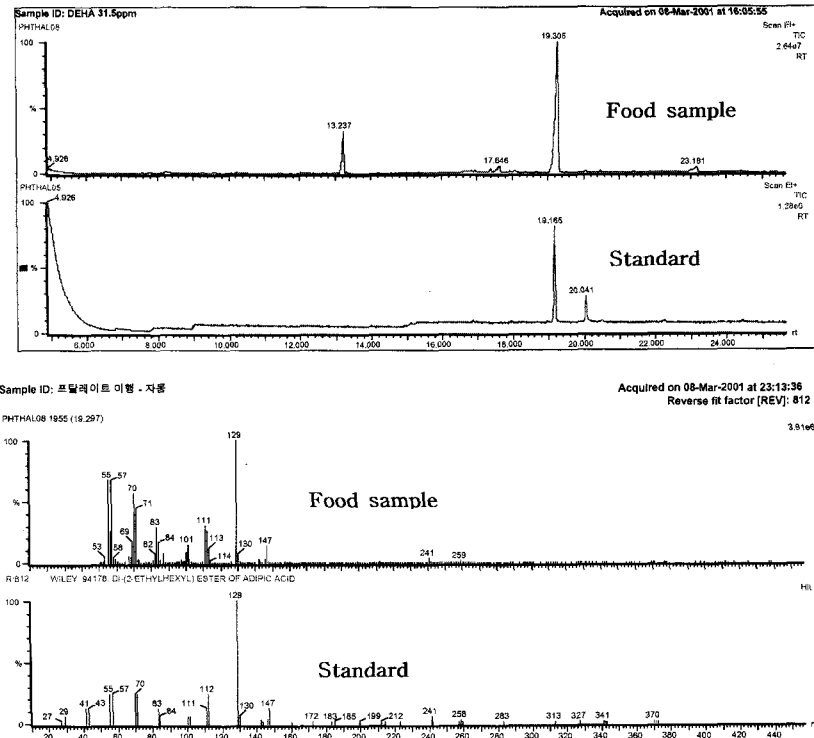 Sample ID: DEHA 31.5ppm Acquired on 08-Mar-2001 at 16:05:55
PHTHAL08 Scan EI+
TIC
2.64e7
RT
100
19.305
%
Food sample
13.237
4.926
17.646
23.181
0
PHTHAL05 Scan EI+
TIC
1.28e6
RT
100
4.926
19.165
%
Standard
20.041
0
6.000 8.000 10.000 12.000 14.000 16.000 18.000 20.000 22.000 24.000 rt
Sample ID: 프탈레이트 이행 - 자몽 Acquired on 08-Mar-2001 at 23:13:36
Reverse fit factor [REV]: 812
PHTHAL08 1955 (19.297) 3.81e6
100
129
55 57
70
71
%
Food sample
83
111
69
84
101
113
53 58 82 114 130 147
241 259
0
R:812 WILEY 94178 DI-(2-ETHYLHEXYL) ESTER OF ADIPIC ACID Hit
100
129
%
Standard
55 57 70
112
41 43
83
111
147
27 29 84 130 172 183 185 199 212 241 258 283 313 327 341 370
0
20 40 60 80 100 120 140 160 180 200 220 240 260 280 300 320 340 360 380 400 420 440